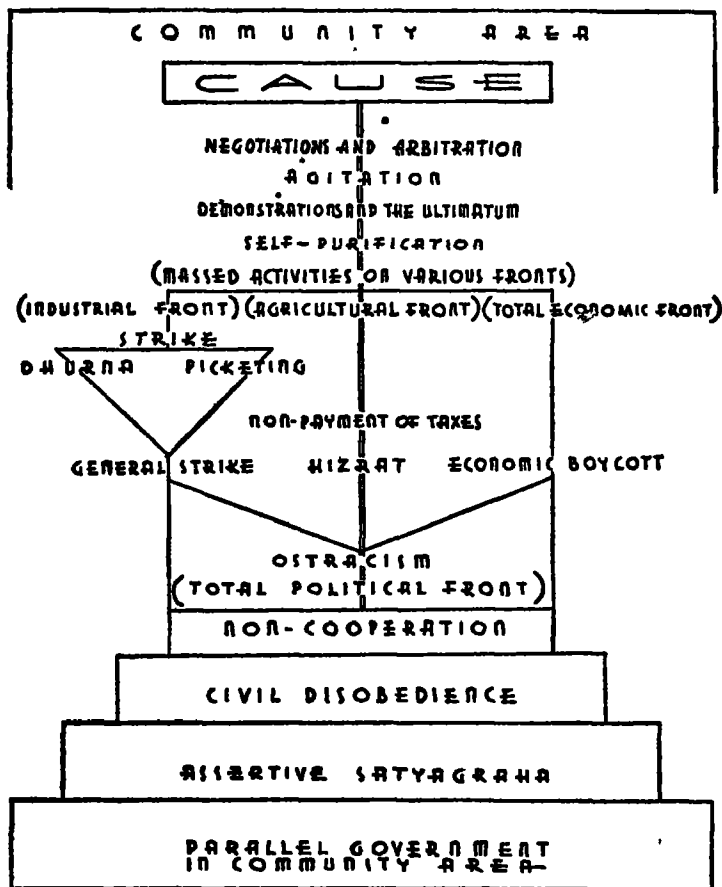 COMMUNITY AREA
CAUSE
NEGOTIATIONS AND ARBITRATION
AGITATION
DEMONSTRATIONS AND THE ULTIMATUM
SELF-PURIFICATION
(MASSED ACTIVITIES ON VARIOUS FRONTS)
(INDUSTRIAL FRONT) (AGRICULTURAL FRONT) (TOTAL ECONOMIC FRONT)
STRIKE
DHURNA PICKETING
NON-PAYMENT OF TAXES
GENERAL STRIKE HIZRAT ECONOMIC BOYCOTT
OSTRACISM
(TOTAL POLITICAL FRONT)
NON-COOPERATION
CIVIL DISOBEDIENCE
ASSERTIVE SATYAGRAHA
PARALLEL GOVERNMENT
IN COMMUNITY AREA